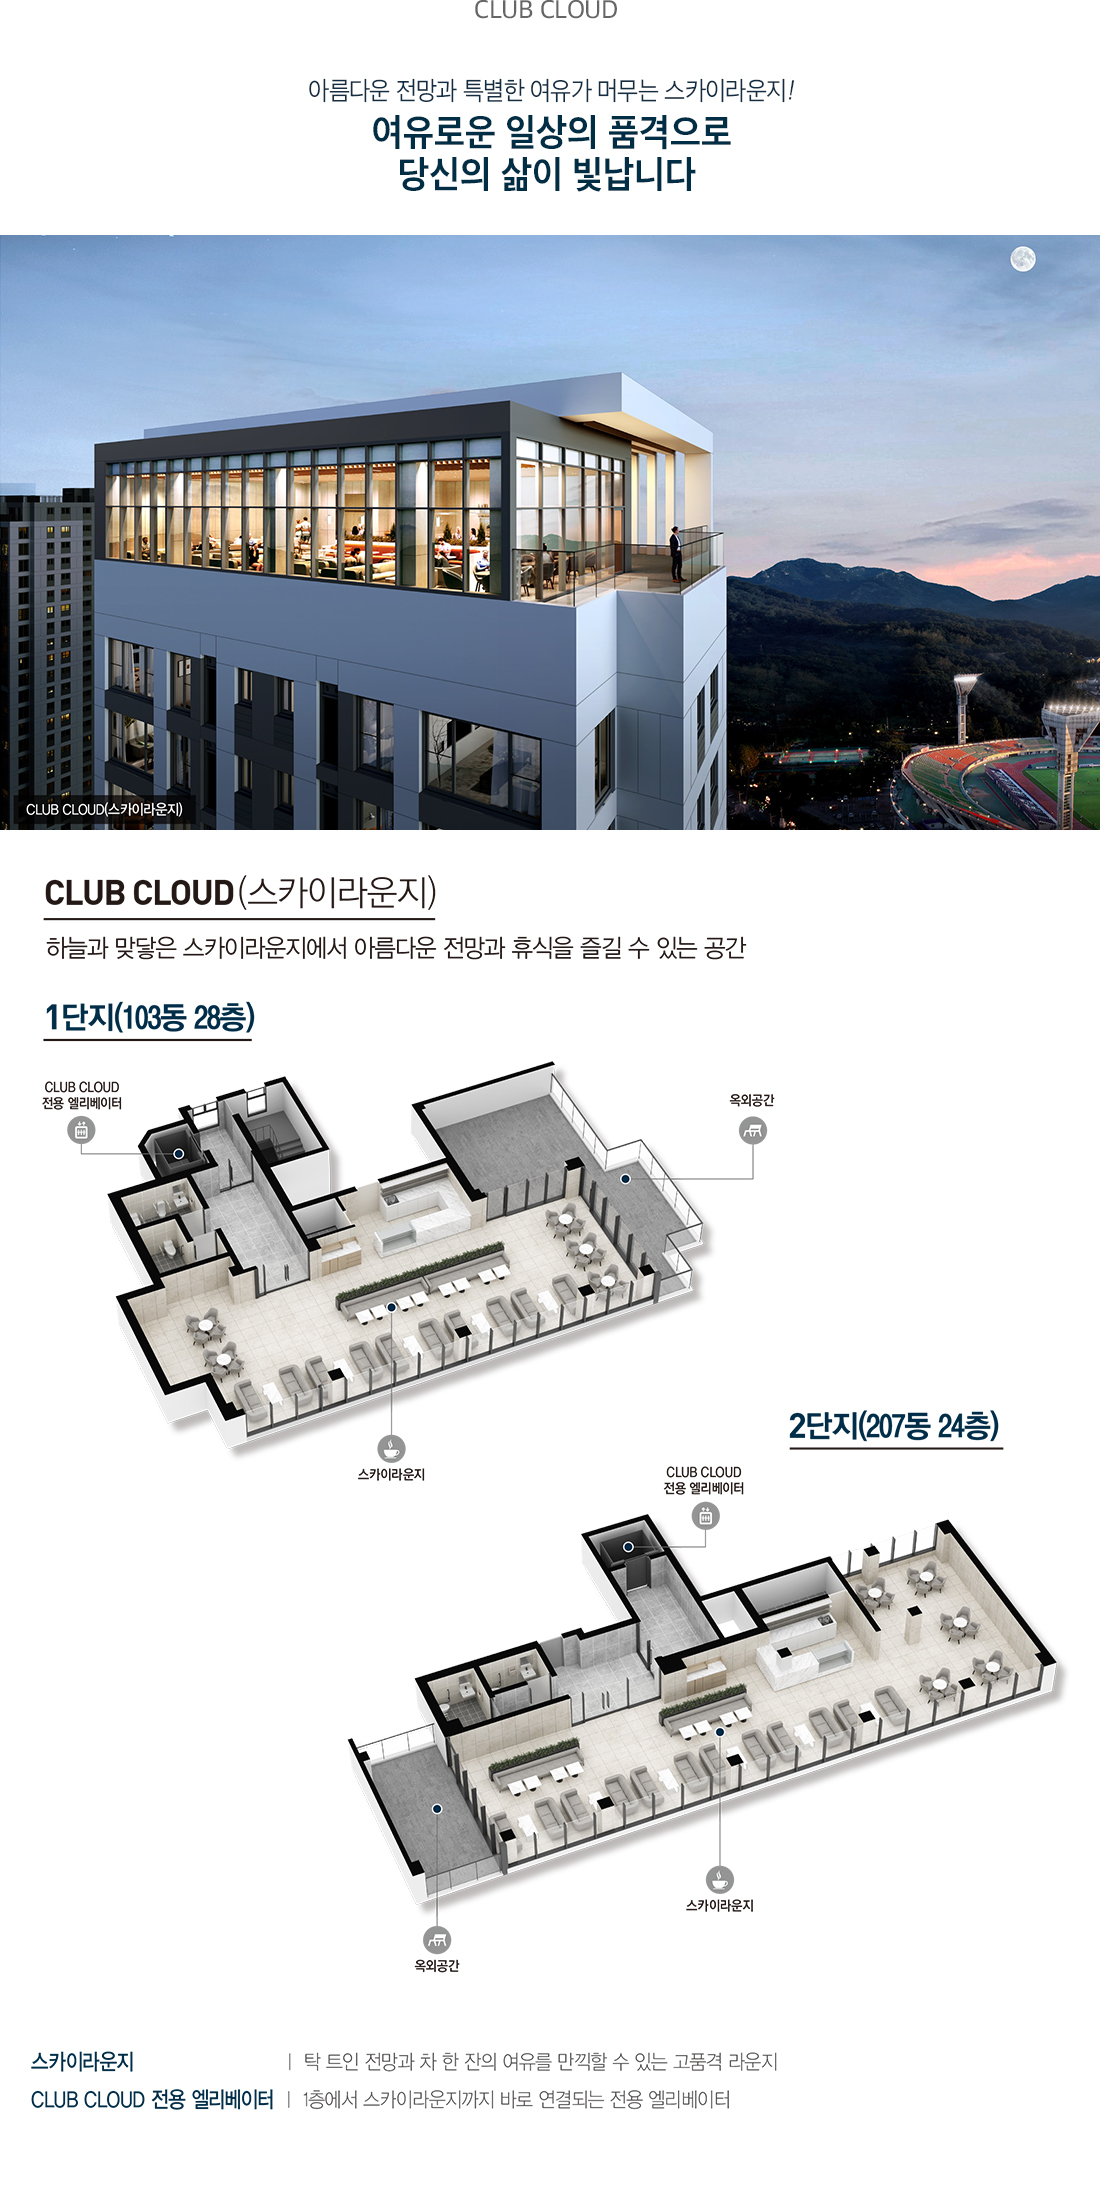 CLUB CLOUD
아름다운 전망과 특별한 여유가 머무는 스카이라운지!
여유로운 일상의 품격으로
당신의 삶이 빛납니다
CLUB CLOUD(스카이라운지)
CLUB CLOUD(스카이라운지)
하늘과 맞닿은 스카이라운지에서 아름다운 전망과 휴식을 즐길 수 있는 공간
1단지(103동 28층)
CLUB CLOUD
전용 엘리베이터
옥외공간
스카이라운지
2단지(207동 24층)
CLUB CLOUD
전용 엘리베이터
스카이라운지
옥외공간
스카이라운지 | 탁 트인 전망과 차 한 잔의 여유를 만끽할 수 있는 고품격 라운지
CLUB CLOUD 전용 엘리베이터 | 1층에서 스카이라운지까지 바로 연결되는 전용 엘리베이터